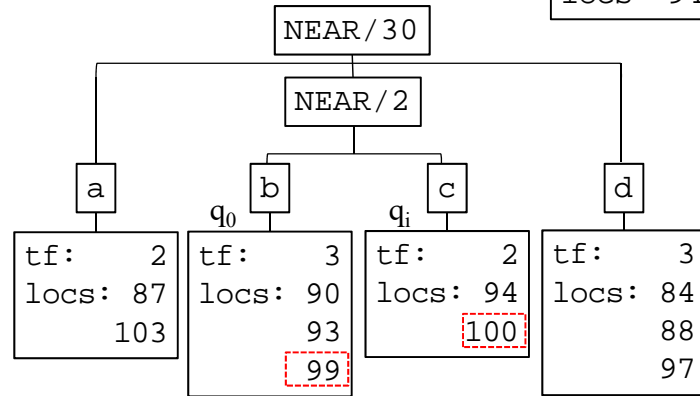 NEAR/30
NEAR/2
a
b
c
d
q0
qi
tf: 2
locs: 87
103
tf: 3
locs: 90
93
99
tf: 2
locs: 94
100
tf: 3
locs: 84
88
97